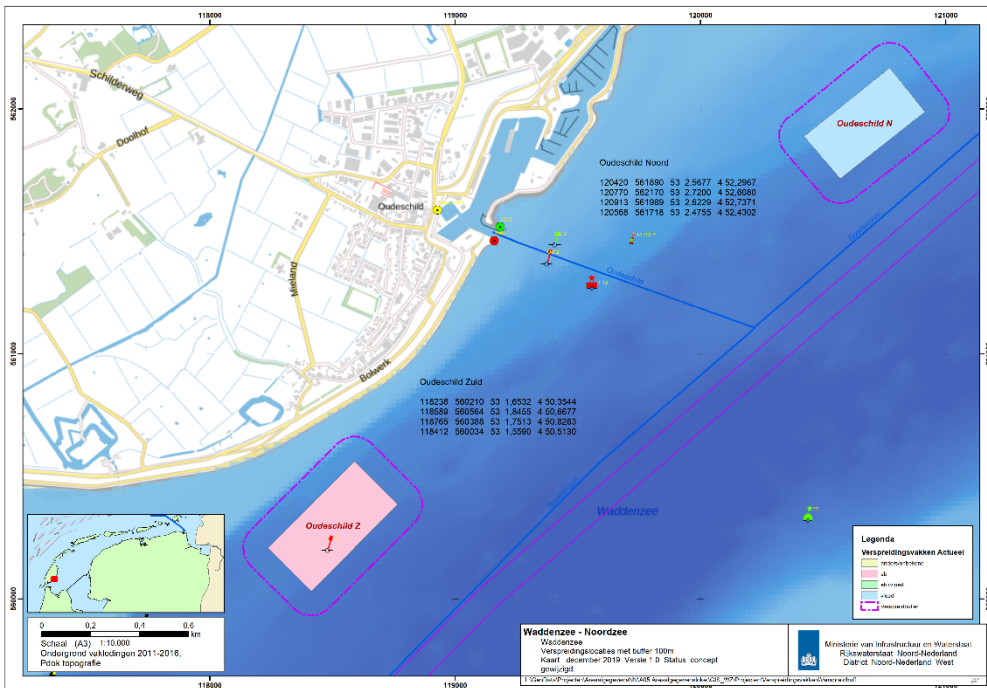 118000
119000
120000
121000
562000
561000
560000
118000
119000
120000
121000
Schilderweg
Doolhof
Oudeschild
Mieland
Bolwerk
Oudeschild N
Oudeschild Noord
120420 561890 53 2,5677 4 52,2967
120770 562170 53 2,7200 4 52,6080
120913 561989 53 2,6229 4 52,7371
120568 561718 53 2,4755 4 52,4302
Oudeschild
Oudeschild Zuid
118238 560210 53 1,6532 4 50,3544
118589 560564 53 1,8455 4 50,6677
118765 560388 53 1,7513 4 50,8283
118412 560034 53 1,5590 4 50,5130
Oudeschild Z
Waddenzee
Legenda
Verspreidingsvakken Actueel
eb
vloed
0 0,2 0,4 0,6
km
Schaal (A3) 1:10.000
Ondergrond vaklodingen 2011-2016,
Pdok topografie
Waddenzee - Noordzee
Waddenzee
Verspreidingslocaties met buffer 100m
Kaart december 2019 Versie 1.0 Status concept
gewijzigd:
Ministerie van Infrastructuur en Waterstaat
Rijkswaterstaat Noord-Nederland
District Noord-Nederland West